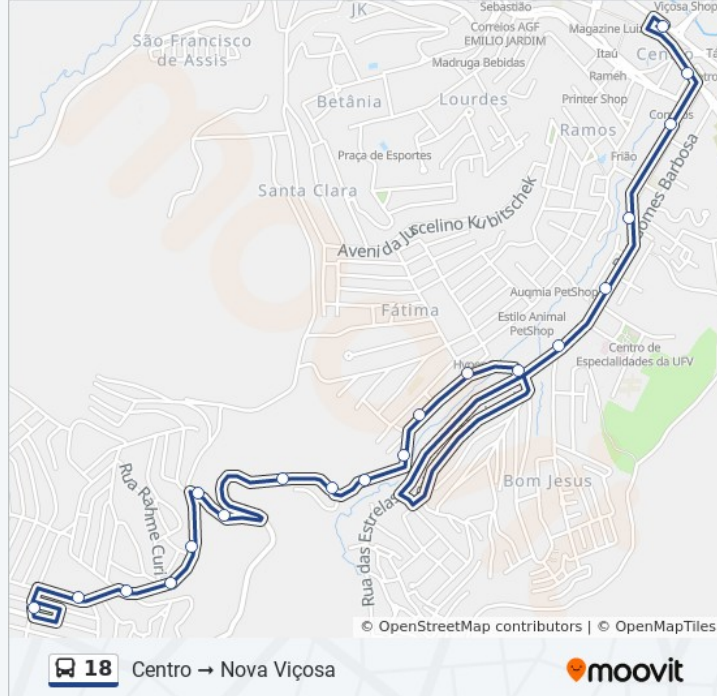 JK
Sebastião
Viçosa Shop
Correios AGF
EMILIO JARDIM
Magazine Luiz
São Francisco
de Assis
Itaú
Centro
Madruga Bebidas
Rameh
Betânia
Lourdes
Printer Shop
Correios
Ramos
Praça de Esportes
Frião
Santa Clara
Gomes Barbosa
Avenida Juscelino Kubitschek
Augmia PetShop
Fátima
Estilo Animal
PetShop
Centro de
Especialidades da UFV
Hyper
Bom Jesus
Rua Rahme Curi
Rua das Estrelas
© OpenStreetMap contributors | © OpenMapTiles
18 Centro → Nova Viçosa
moovit